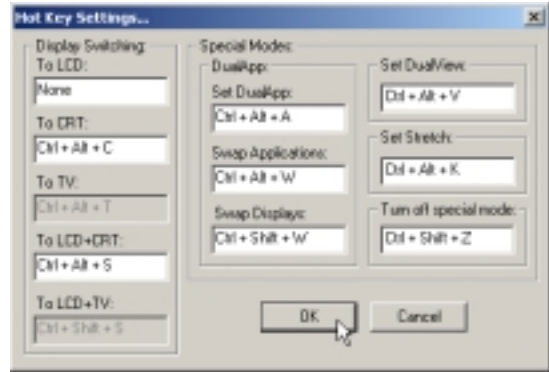 Hot Key Settings...
Display Switching:
To LCD:
None
To CRT:
Ctrl + Alt + C
To TV:
Ctrl + Alt + T
To LCD+CRT:
Ctrl + Alt + S
To LCD+TV:
Ctrl + Shift + S
Special Modes:
DualApp:
Set DualApp:
Ctrl + Alt + A
Swap Applications:
Ctrl + Alt + W
Swap Displays:
Ctrl + Shift + W
Set DualView:
Ctrl + Alt + V
Set Stretch:
Ctrl + Alt + K
Turn off special mode:
Ctrl + Shift + Z
OK
Cancel